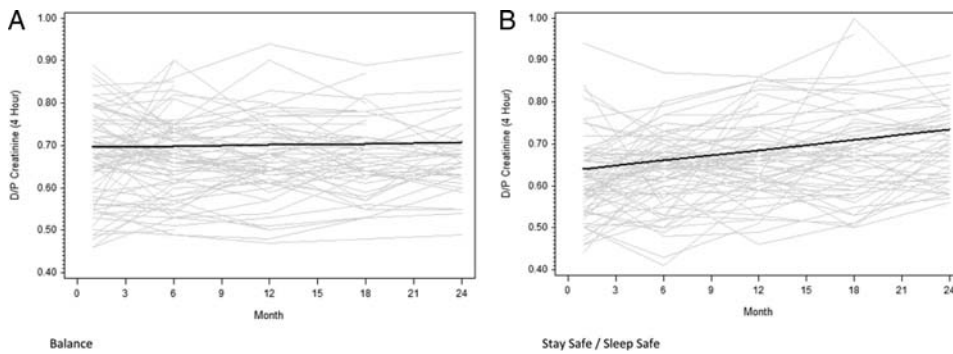 A
B
1.00
0.90
0.80
0.70
0.60
0.50
0.40
D/P Creatinine (4 Hour)
0 3 6 9 12 15 18 21 24
Month
Balance
1.00
0.90
0.80
0.70
0.60
0.50
0.40
D/P Creatinine (4 Hour)
0 3 6 9 12 15 18 21 24
Month
Stay Safe / Sleep Safe